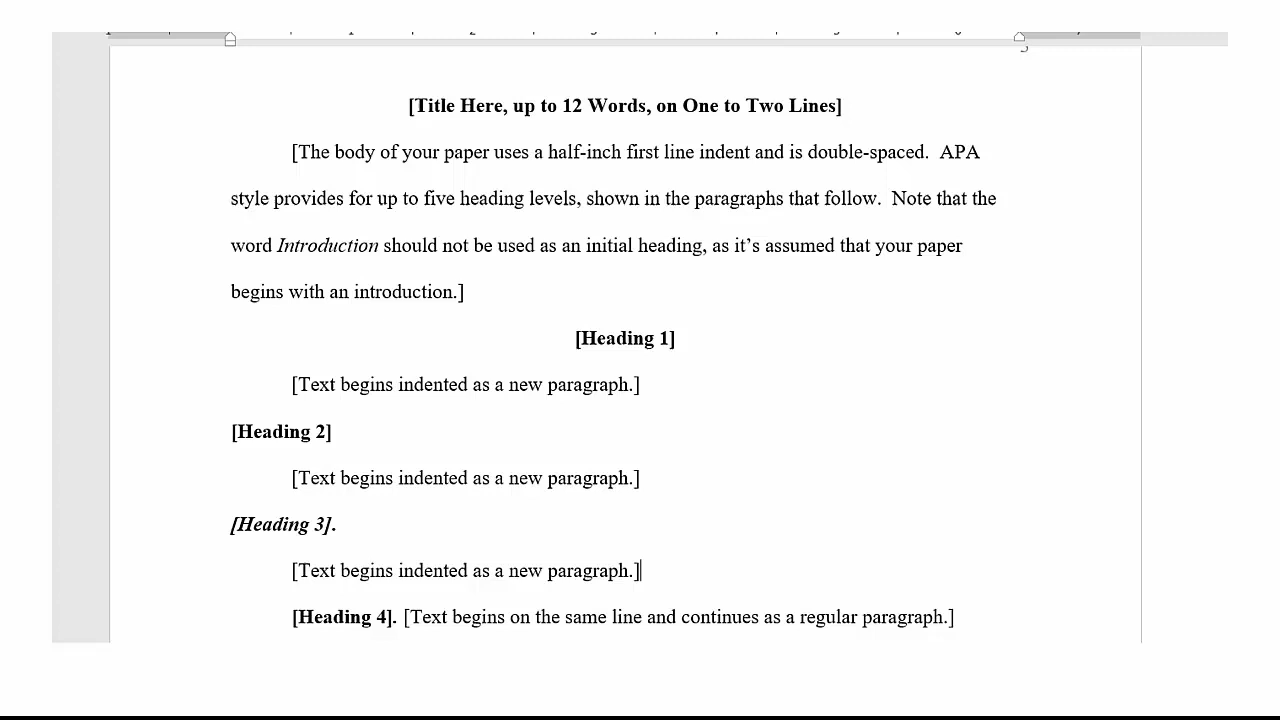 [Title Here, up to 12 Words, on One to Two Lines]
[The body of your paper uses a half-inch first line indent and is double-spaced.  APA
style provides for up to five heading levels, shown in the paragraphs that follow.  Note that the
word Introduction should not be used as an initial heading, as it’s assumed that your paper
begins with an introduction.]
[Heading 1]
[Text begins indented as a new paragraph.]
[Heading 2]
[Text begins indented as a new paragraph.]
[Heading 3].
[Text begins indented as a new paragraph.]
[Heading 4]. [Text begins on the same line and continues as a regular paragraph.]